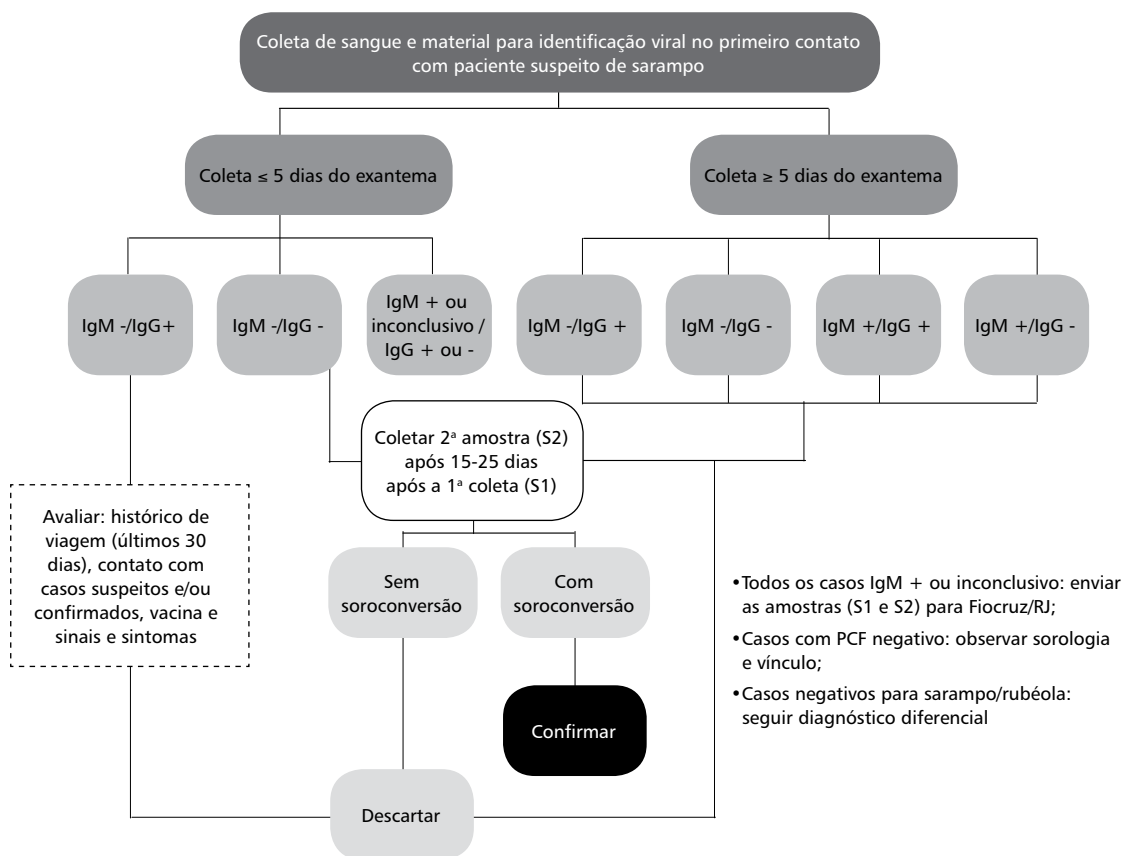 Coleta de sangue e material para identificação viral no primeiro contato
com paciente suspeito de sarampo
Coleta ≤ 5 dias do exantema
Coleta ≥ 5 dias do exantema
IgM -/IgG+
IgM -/IgG -
IgM + ou
inconclusivo /
IgG + ou -
IgM -/IgG +
IgM -/IgG -
IgM +/IgG +
IgM +/IgG -
Coletar 2ª amostra (S2)
após 15-25 dias
após a 1ª coleta (S1)
Avaliar: histórico de
viagem (últimos 30
dias), contato com
casos suspeitos e/ou
confirmados, vacina e
sinais e sintomas
Sem
soroconversão
Com
soroconversão
•Todos os casos IgM + ou inconclusivo: enviar
as amostras (S1 e S2) para Fiocruz/RJ;
•Casos com PCF negativo: observar sorologia
e vínculo;
•Casos negativos para sarampo/rubéola:
seguir diagnóstico diferencial
Confirmar
Descartar